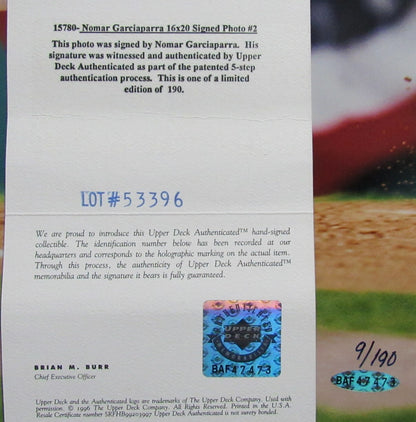 15780- Nomar Garciaparra 16x20 Signed Photo #2
This photo was signed by Nomar Garciaparra. His
signature was witnessed and authenticated by Upper
Deck Authenticated as part of the patented 5-step
authentication process. This is one of a limited
edition of 190.
LOT#53396
We are proud to introduce this Upper Deck Authenticated™ hand-signed
collectible. The identification number below has been recorded at our
headquarters and corresponds to the holographic marking on the actual item.
Through this process, the authenticity of Upper Deck Authenticated™
memorabilia and the signature it bears is fully guaranteed.
UPPER
DECK
BAF47473
9/190
BAF47473
BRIAN M. BURR
Chief Executive Officer
Upper Deck and the Authenticated logo are trademarks of The Upper Deck Company. Used with
permission. © 1996 The Upper Deck Company. All Rights Reserved. Printed in the U.S.A.
Resale Certificate number Upper Deck Authenticated is not surety bonded.